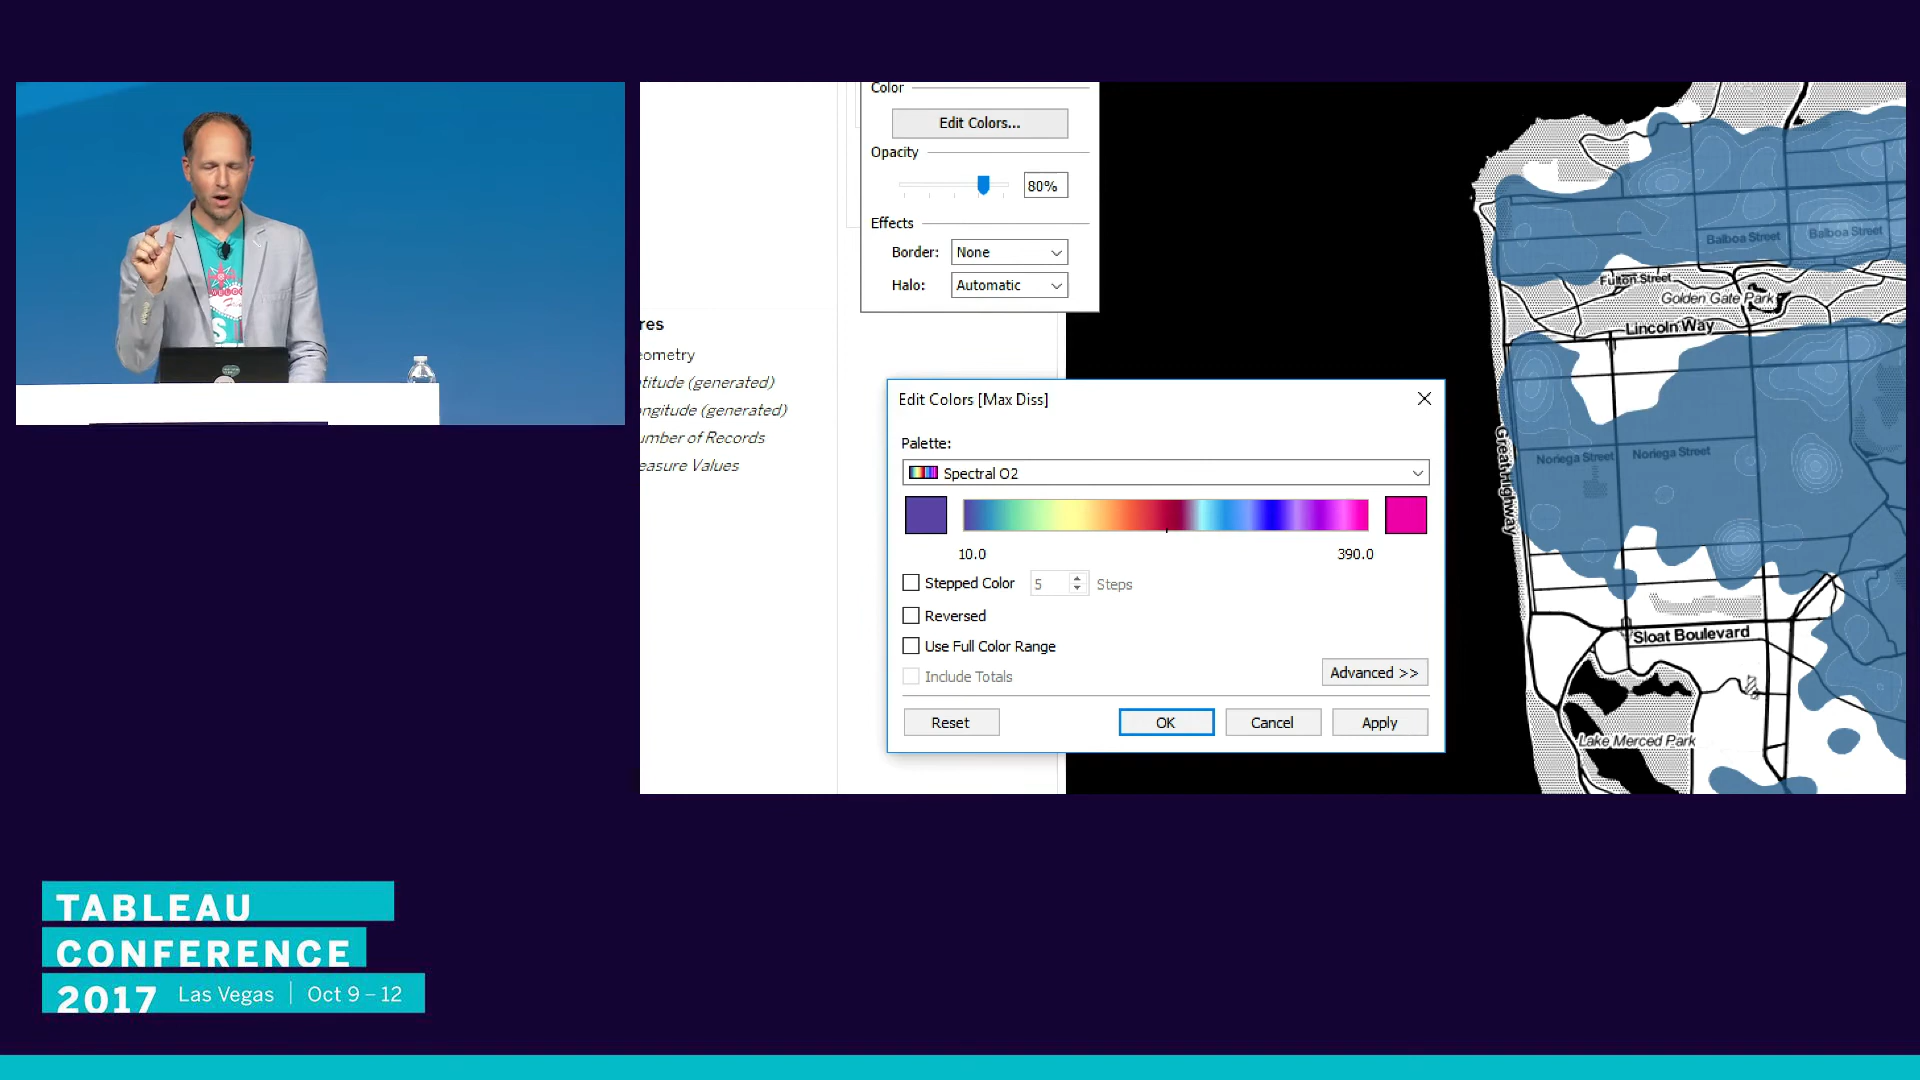 Color
Edit Colors...
Opacity
80%
Effects
Border: None
Halo: Automatic
res
eometry
titude (generated)
ngitude (generated)
umber of Records
easure Values
Edit Colors [Max Diss]
Palette:
Spectral O2
10.0 390.0
Stepped Color 5 Steps
Reversed
Use Full Color Range
Include Totals
Advanced >>
Reset OK Cancel Apply
Balboa Street Balboa Street
Fulton Street
Golden Gate Park
Lincoln Way
Great Highway
Noriega Street Noriega Street
Sloat Boulevard
Lake Merced Park
TABLEAU
CONFERENCE
2017 Las Vegas | Oct 9 – 12